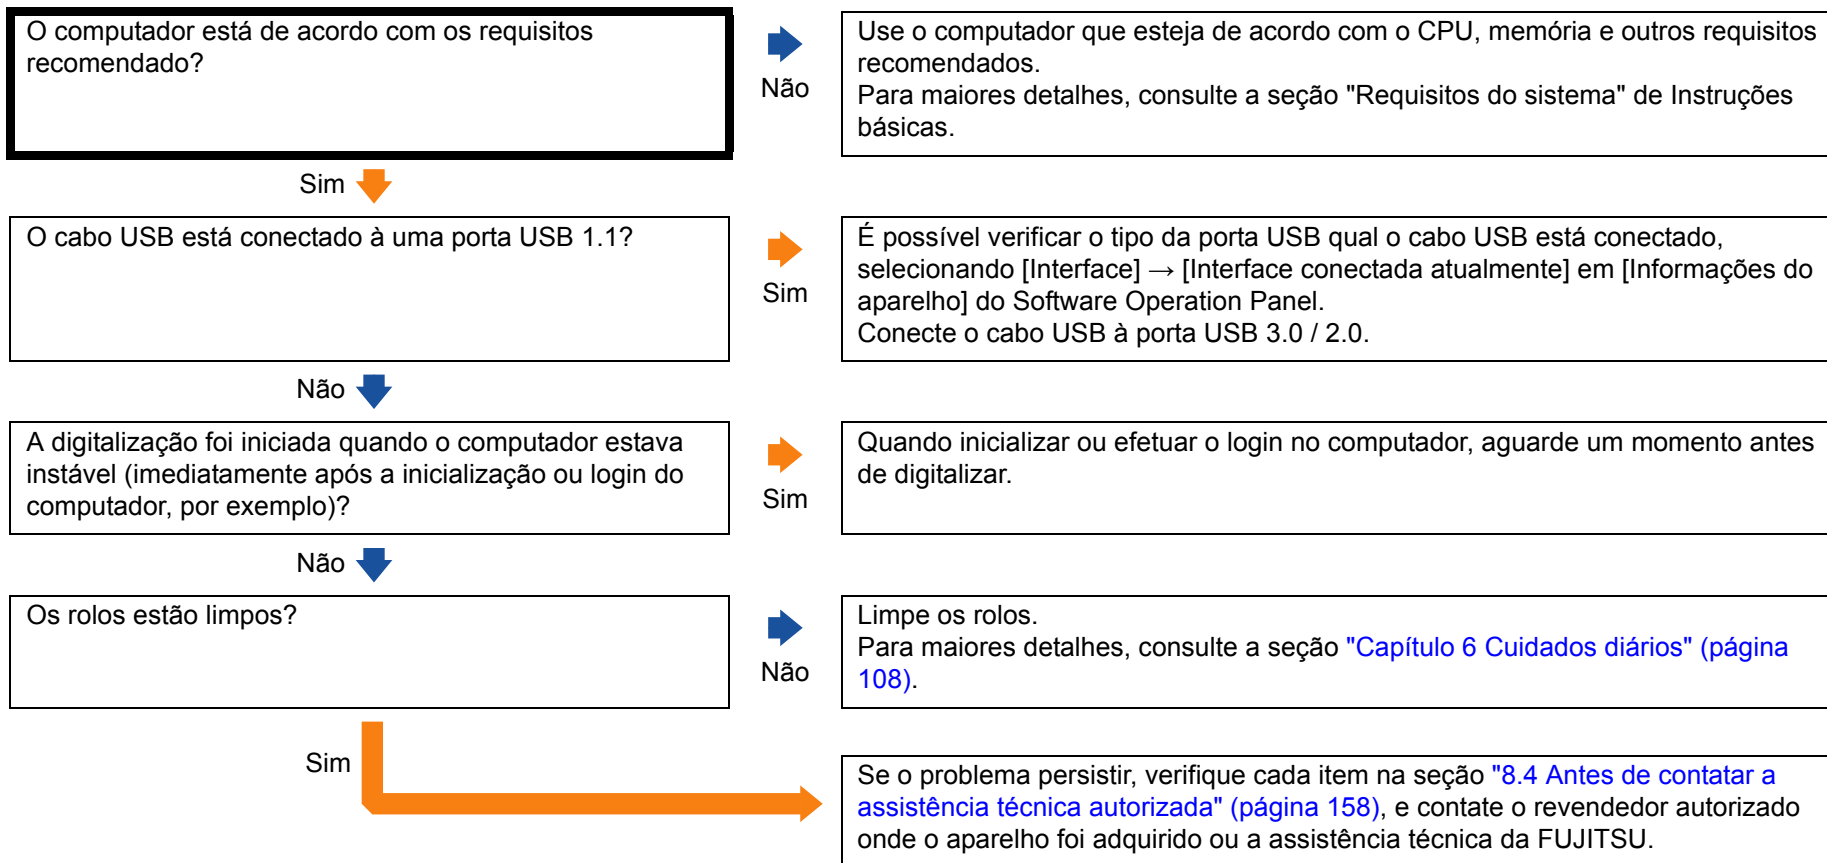 O computador está de acordo com os requisitos
recomendado?
Não
Use o computador que esteja de acordo com o CPU, memória e outros requisitos
recomendados.
Para maiores detalhes, consulte a seção "Requisitos do sistema" de Instruções
básicas.
Sim
O cabo USB está conectado à uma porta USB 1.1?
Sim
É possível verificar o tipo da porta USB qual o cabo USB está conectado,
selecionando [Interface] → [Interface conectada atualmente] em [Informações do
aparelho] do Software Operation Panel.
Conecte o cabo USB à porta USB 3.0 / 2.0.
Não
A digitalização foi iniciada quando o computador estava
instável (imediatamente após a inicialização ou login do
computador, por exemplo)?
Sim
Quando inicializar ou efetuar o login no computador, aguarde um momento antes
de digitalizar.
Não
Os rolos estão limpos?
Não
Limpe os rolos.
Para maiores detalhes, consulte a seção "Capítulo 6 Cuidados diários" (página
108).
Sim
Se o problema persistir, verifique cada item na seção "8.4 Antes de contatar a
assistência técnica autorizada" (página 158), e contate o revendedor autorizado
onde o aparelho foi adquirido ou a assistência técnica da FUJITSU.